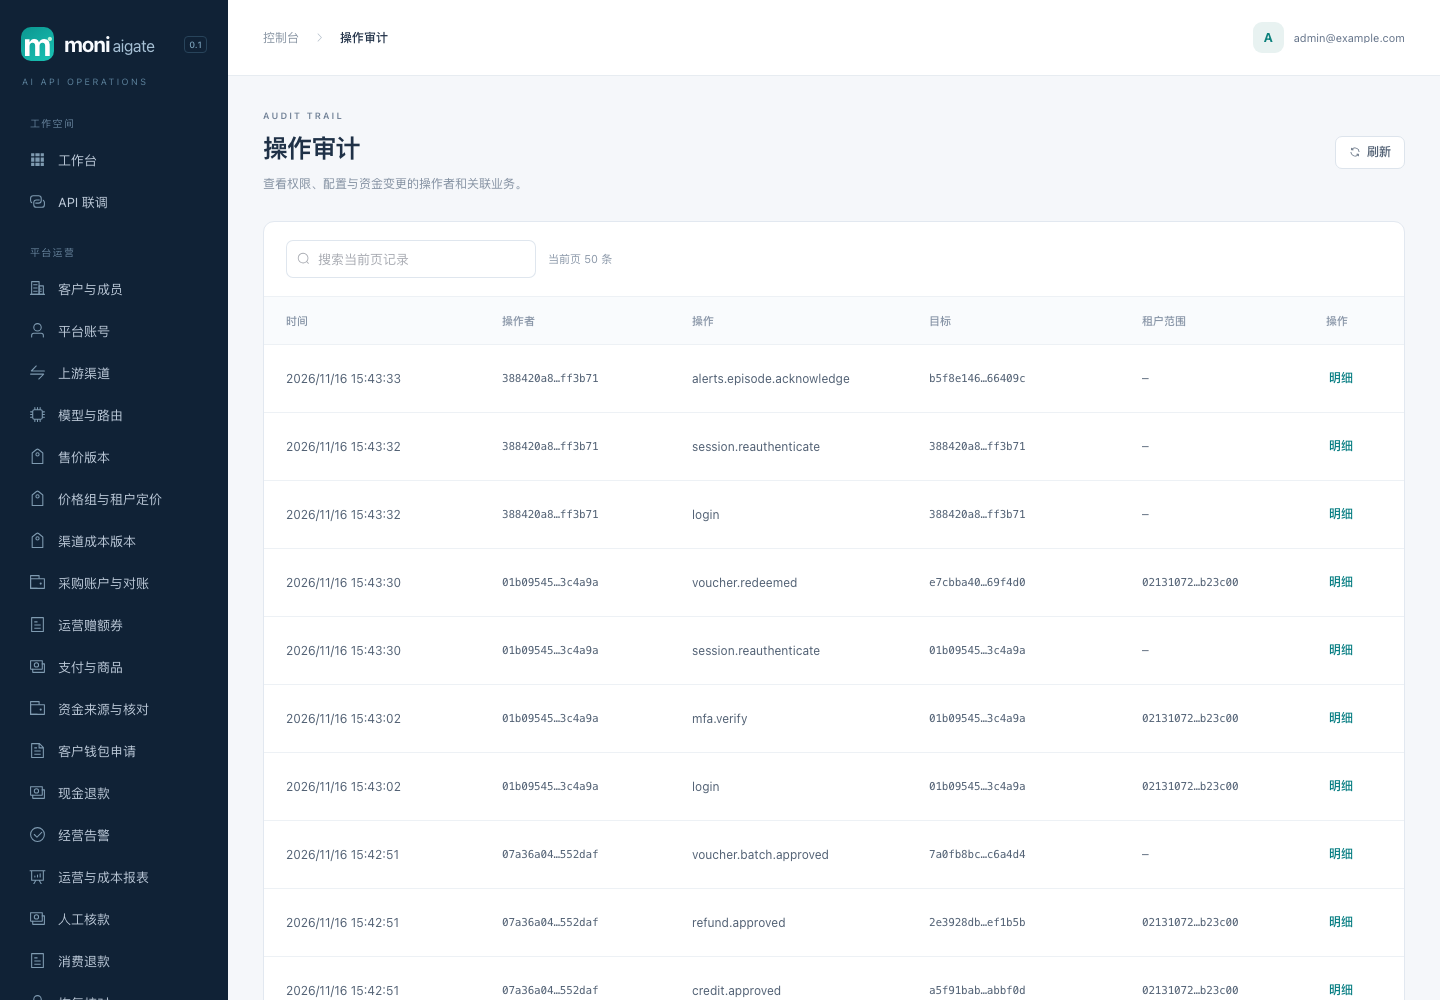 moni aigate 0.1
AI API OPERATIONS
工作空间
工作台
API 联调
平台运营
客户与成员
平台账号
上游渠道
模型与路由
售价版本
价格组与租户定价
渠道成本版本
采购账户与对账
运营赠额券
支付与商品
资金来源与核对
客户钱包申请
现金退款
经营告警
运营与成本报表
人工核款
消费退款
控制台 操作审计
A admin@example.com
AUDIT TRAIL
操作审计
查看权限、配置与资金变更的操作者和关联业务。
刷新
搜索当前页记录 当前页 50 条
时间 操作者 操作 目标 租户范围 操作
2026/11/16 15:43:33 388420a8…ff3b71 alerts.episode.acknowledge b5f8e146…66409c — 明细
2026/11/16 15:43:32 388420a8…ff3b71 session.reauthenticate 388420a8…ff3b71 — 明细
2026/11/16 15:43:32 388420a8…ff3b71 login 388420a8…ff3b71 — 明细
2026/11/16 15:43:30 01b09545…3c4a9a voucher.redeemed e7cbba40…69f4d0 02131072…b23c00 明细
2026/11/16 15:43:30 01b09545…3c4a9a session.reauthenticate 01b09545…3c4a9a — 明细
2026/11/16 15:43:02 01b09545…3c4a9a mfa.verify 01b09545…3c4a9a 02131072…b23c00 明细
2026/11/16 15:43:02 01b09545…3c4a9a login 01b09545…3c4a9a 02131072…b23c00 明细
2026/11/16 15:42:51 07a36a04…552daf voucher.batch.approved 7a0fb8bc…c6a4d4 — 明细
2026/11/16 15:42:51 07a36a04…552daf refund.approved 2e3928db…ef1b5b 02131072…b23c00 明细
2026/11/16 15:42:51 07a36a04…552daf credit.approved a5f91bab…abbf0d 02131072…b23c00 明细